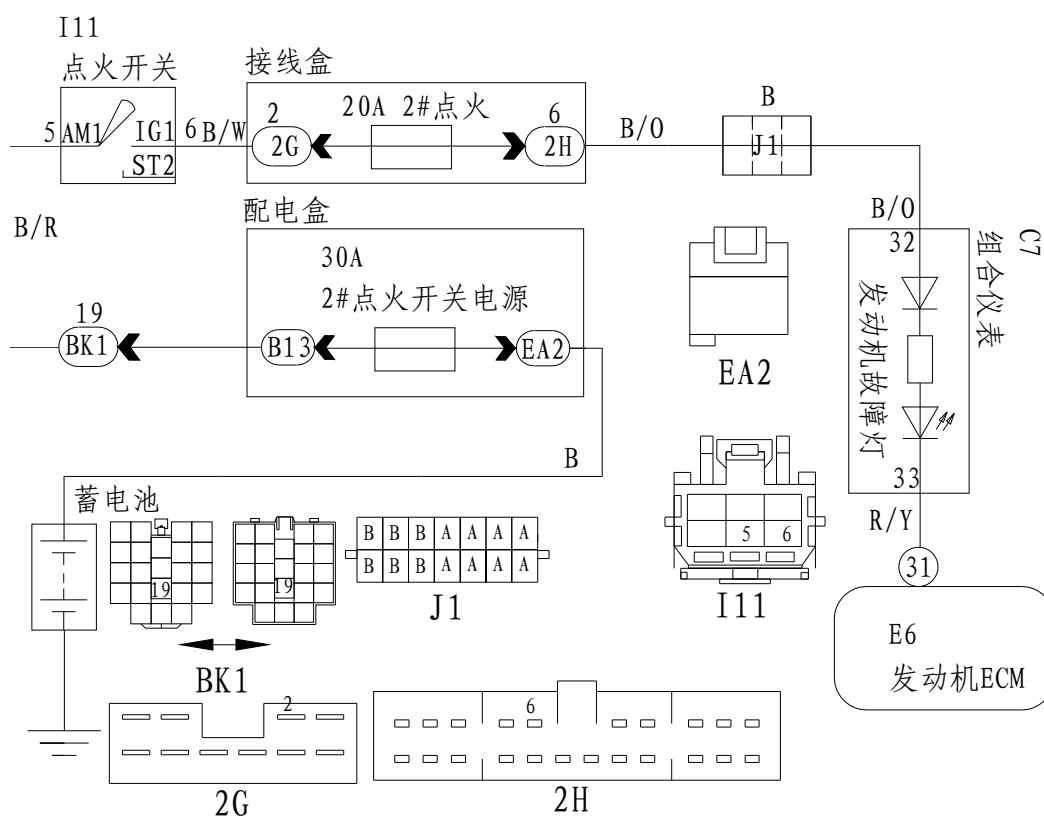 I11
点火开关
5
AM1
IG1
ST2
6
B/W
接线盒
2
2G
20A 2#点火
6
2H
B/O
B
J1
B/O
B/R
配电盒
30A
2#点火开关电源
19
BK1
B13
EA2
B
EA2
32
发动机故障灯
33
C7
组合仪表
R/Y
31
E6
发动机ECM
蓄电池
19
19
BK1
B B B A A A A
B B B A A A A
J1
5 6
I11
2
2G
6
2H